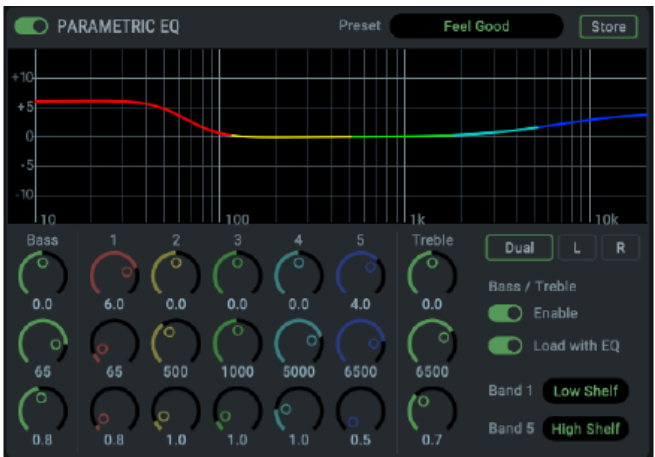 PARAMETRIC EQ Preset Feel Good Store
+10
+5
0
-5
-10
10 100 1k 10k
Bass 1 2 3 4 5 Treble
Dual L R
0.0 6.0 0.0 0.0 0.0 4.0 0.0
Bass / Treble
Enable
65 65 500 1000 5000 6500 6500
Load with EQ
Band 1 Low Shelf
0.8 0.8 1.0 1.0 1.0 0.5 0.7
Band 5 High Shelf